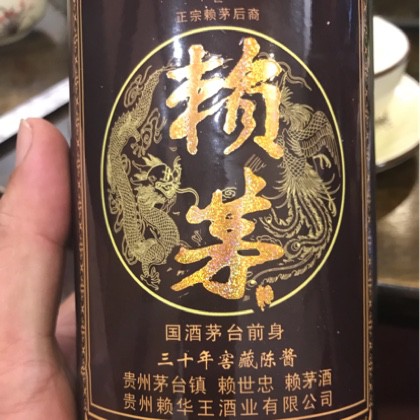 正宗赖茅后裔
赖
茅
国酒茅台前身
三十年窖藏陈酱
贵州茅台镇 赖世忠 赖茅酒
贵州赖华王酒业有限公司